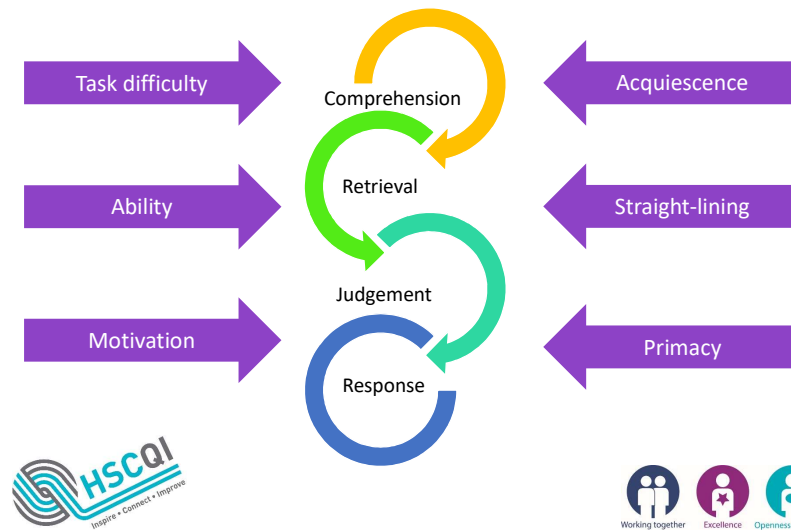 Task difficulty
Comprehension
Acquiescence
Retrieval
Ability
Straight-lining
Judgement
Motivation
Primacy
Response
HSCQI
Inspire • Connect • Improve
Working together
Excellence
Openness